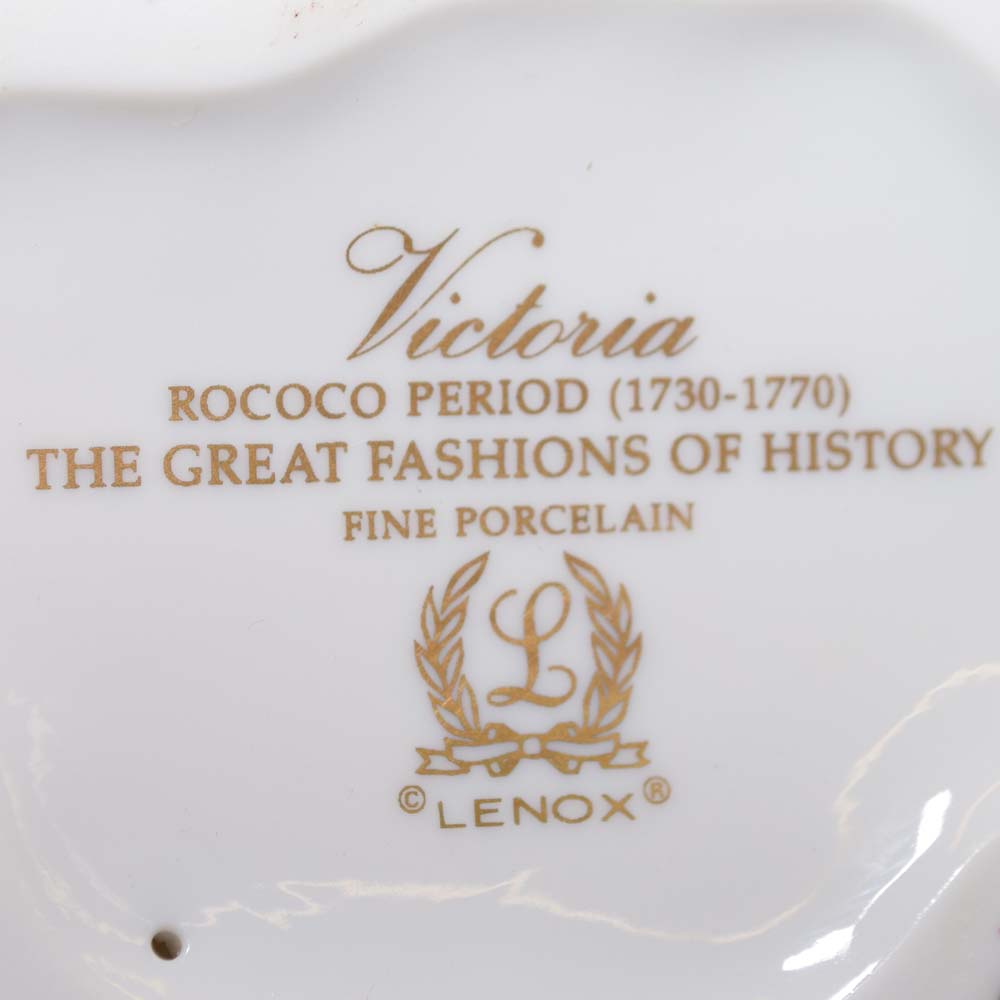 Victoria
ROCOCO PERIOD (1730-1770)
THE GREAT FASHIONS OF HISTORY
FINE PORCELAIN
L
© LENOX ®